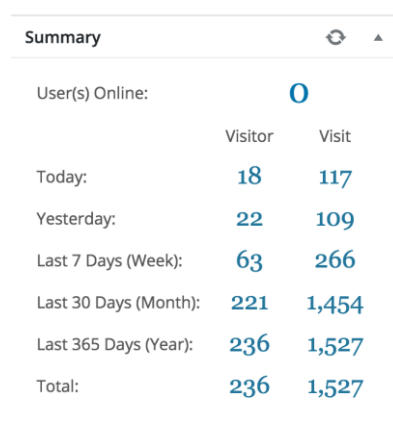 Summary
User(s) Online: 0
Visitor Visit
Today: 18 117
Yesterday: 22 109
Last 7 Days (Week): 63 266
Last 30 Days (Month): 221 1,454
Last 365 Days (Year): 236 1,527
Total: 236 1,527